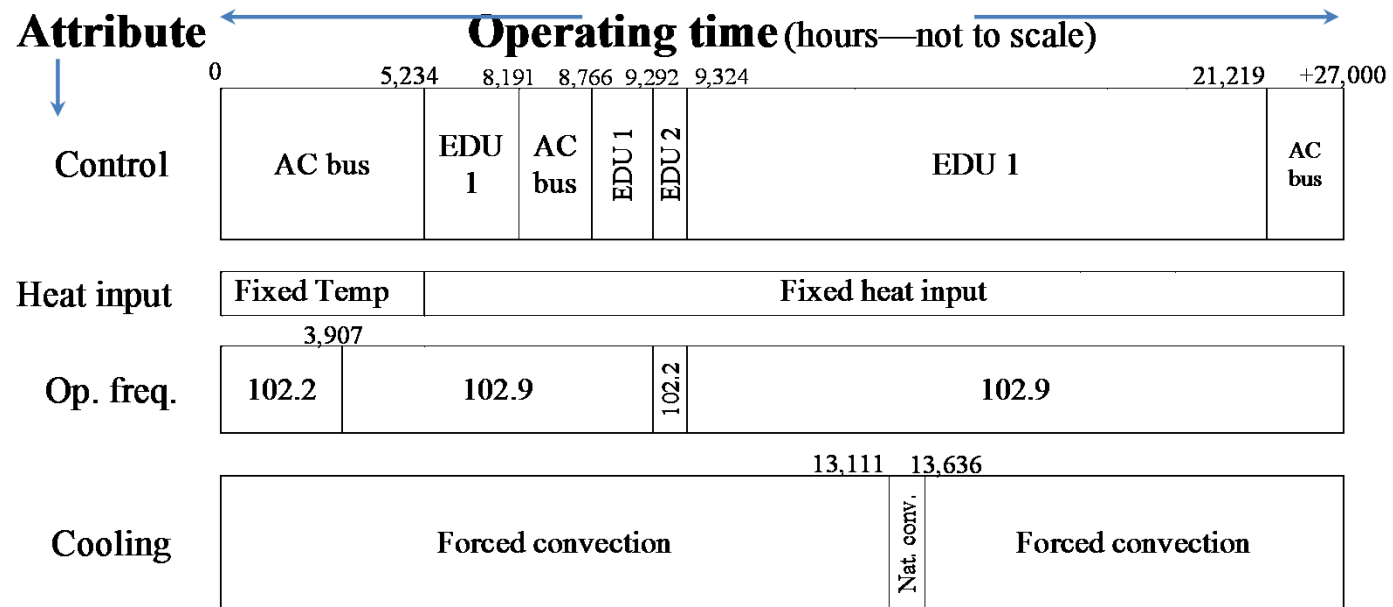 Attribute Operating time (hours—not to scale)
0 5,234 8,191 8,766 9,292 9,324 21,219 +27,000
Control
AC bus
EDU
1
AC
bus
EDU 1
EDU 2
EDU 1
AC
bus
Heat input
Fixed Temp
Fixed heat input
3,907
Op. freq.
102.2
102.9
102.2
102.9
13,111 13,636
Cooling
Forced convection
Nat. conv.
Forced convection